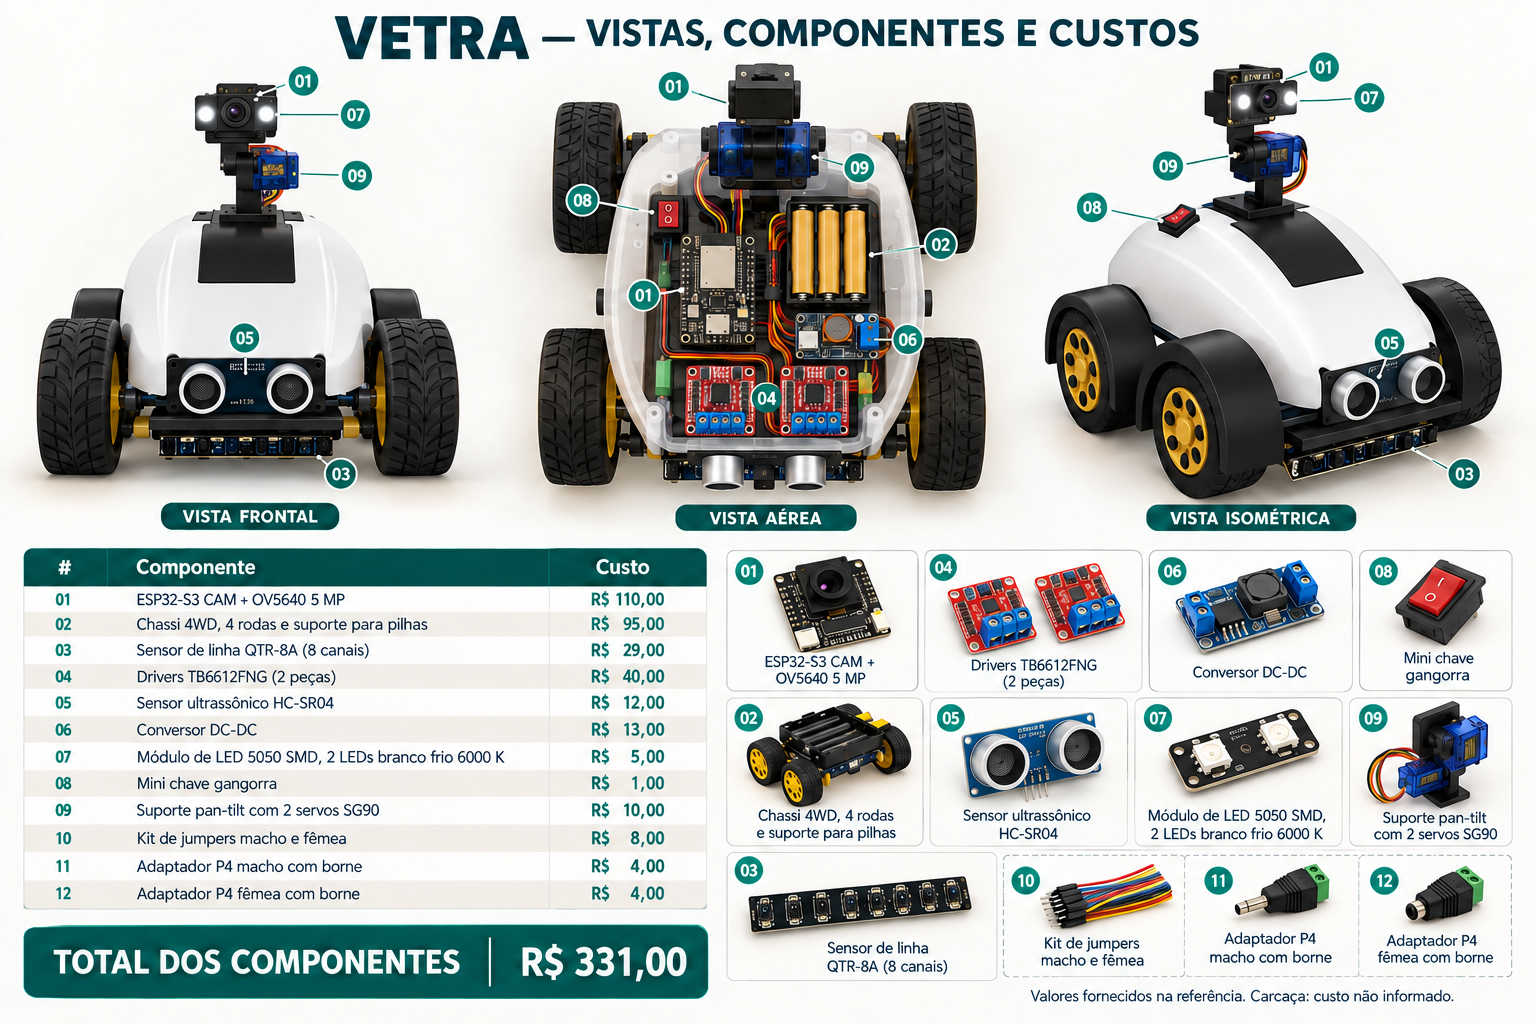 VETRA — VISTAS, COMPONENTES E CUSTOS
01
07
09
05
03
VISTA FRONTAL
01
09
08
02
01
06
04
VISTA AÉREA
01
07
09
08
05
03
VISTA ISOMÉTRICA
# Componente Custo
01 ESP32-S3 CAM + OV5640 5 MP R$ 110,00
02 Chassi 4WD, 4 rodas e suporte para pilhas R$ 95,00
03 Sensor de linha QTR-8A (8 canais) R$ 29,00
04 Drivers TB6612FNG (2 peças) R$ 40,00
05 Sensor ultrassônico HC-SR04 R$ 12,00
06 Conversor DC-DC R$ 13,00
07 Módulo de LED 5050 SMD, 2 LEDs branco frio 6000 K R$ 5,00
08 Mini chave gangorra R$ 1,00
09 Suporte pan-tilt com 2 servos SG90 R$ 10,00
10 Kit de jumpers macho e fêmea R$ 8,00
11 Adaptador P4 macho com borne R$ 4,00
12 Adaptador P4 fêmea com borne R$ 4,00
TOTAL DOS COMPONENTES R$ 331,00
01
ESP32-S3 CAM +
OV5640 5 MP
04
Drivers TB6612FNG
(2 peças)
06
Conversor DC-DC
08
Mini chave
gangorra
02
Chassi 4WD, 4 rodas
e suporte para pilhas
05
Sensor ultrassônico
HC-SR04
07
Módulo de LED 5050 SMD,
2 LEDs branco frio 6000 K
09
Suporte pan-tilt
com 2 servos SG90
03
Sensor de linha
QTR-8A (8 canais)
10
Kit de jumpers
macho e fêmea
11
Adaptador P4
macho com borne
12
Adaptador P4
fêmea com borne
Valores fornecidos na referência. Carcaça: custo não informado.